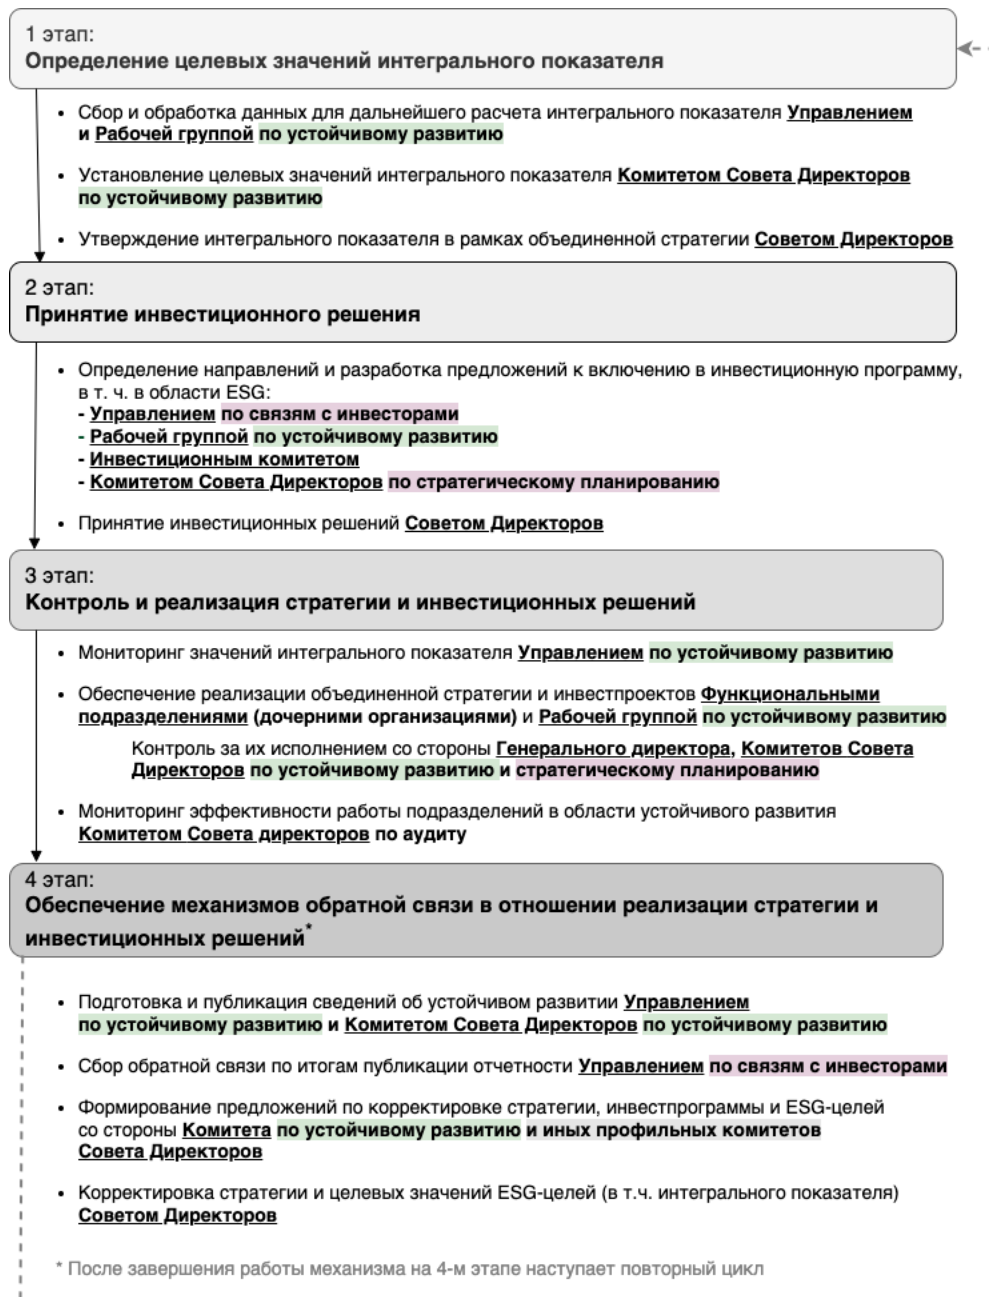 1 этап:
Определение целевых значений интегрального показателя
• Сбор и обработка данных для дальнейшего расчета интегрального показателя Управлением
и Рабочей группой по устойчивому развитию
• Установление целевых значений интегрального показателя Комитетом Совета Директоров
по устойчивому развитию
• Утверждение интегрального показателя в рамках объединенной стратегии Советом Директоров
2 этап:
Принятие инвестиционного решения
• Определение направлений и разработка предложений к включению в инвестиционную программу,
в т. ч. в области ESG:
- Управлением по связям с инвесторами
- Рабочей группой по устойчивому развитию
- Инвестиционным комитетом
- Комитетом Совета Директоров по стратегическому планированию
• Принятие инвестиционных решений Советом Директоров
3 этап:
Контроль и реализация стратегии и инвестиционных решений
• Мониторинг значений интегрального показателя Управлением по устойчивому развитию
• Обеспечение реализации объединенной стратегии и инвестпроектов Функциональными
подразделениями (дочерними организациями) и Рабочей группой по устойчивому развитию
Контроль за их исполнением со стороны Генерального директора, Комитетов Совета
Директоров по устойчивому развитию и стратегическому планированию
• Мониторинг эффективности работы подразделений в области устойчивого развития
Комитетом Совета директоров по аудиту
4 этап:
Обеспечение механизмов обратной связи в отношении реализации стратегии и
инвестиционных решений*
• Подготовка и публикация сведений об устойчивом развитии Управлением
по устойчивому развитию и Комитетом Совета Директоров по устойчивому развитию
• Сбор обратной связи по итогам публикации отчетности Управлением по связям с инвесторами
• Формирование предложений по корректировке стратегии, инвестпрограммы и ESG-целей
со стороны Комитета по устойчивому развитию и иных профильных комитетов
Совета Директоров
• Корректировка стратегии и целевых значений ESG-целей (в т.ч. интегрального показателя)
Советом Директоров
* После завершения работы механизма на 4-м этапе наступает повторный цикл